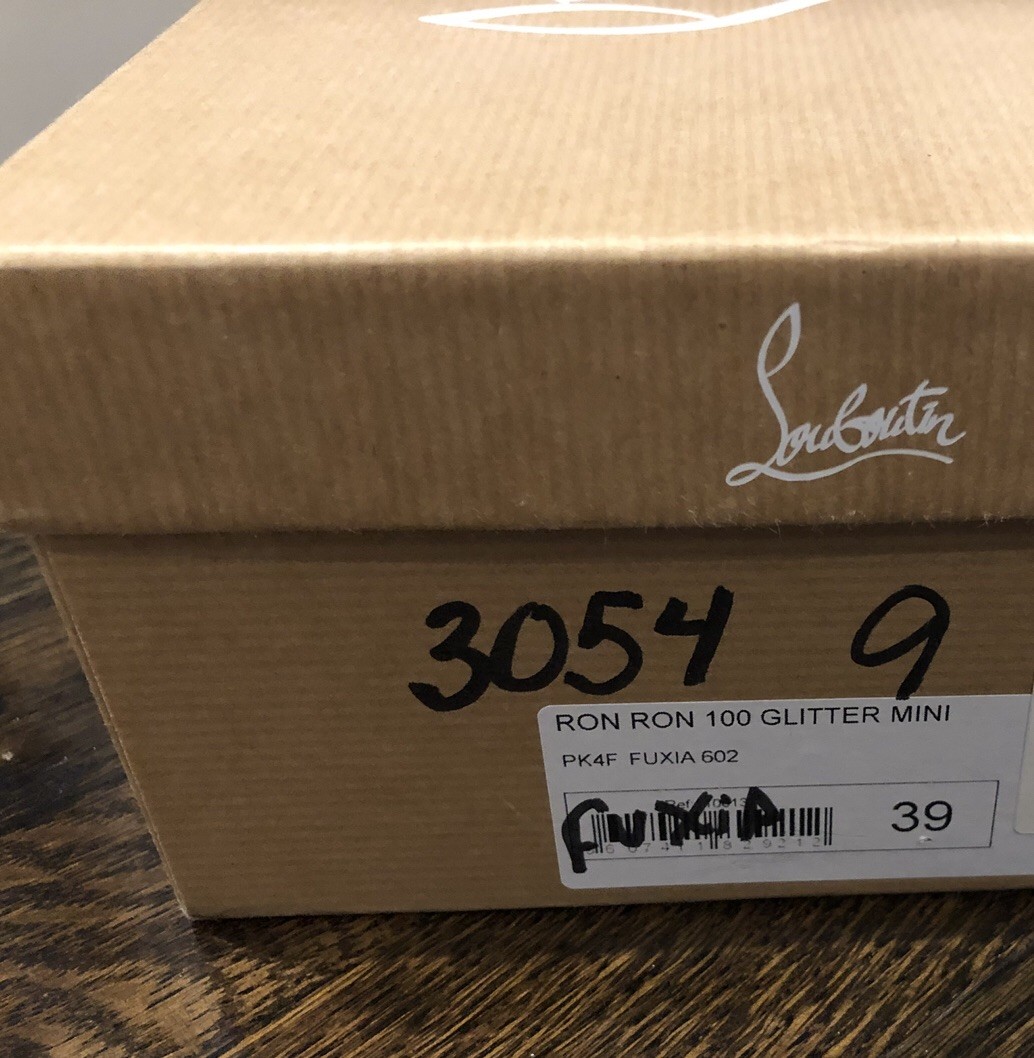 Louboutin
3054 9
RON RON 100 GLITTER MINI
PK4F FUXIA 602
FUXIA
39